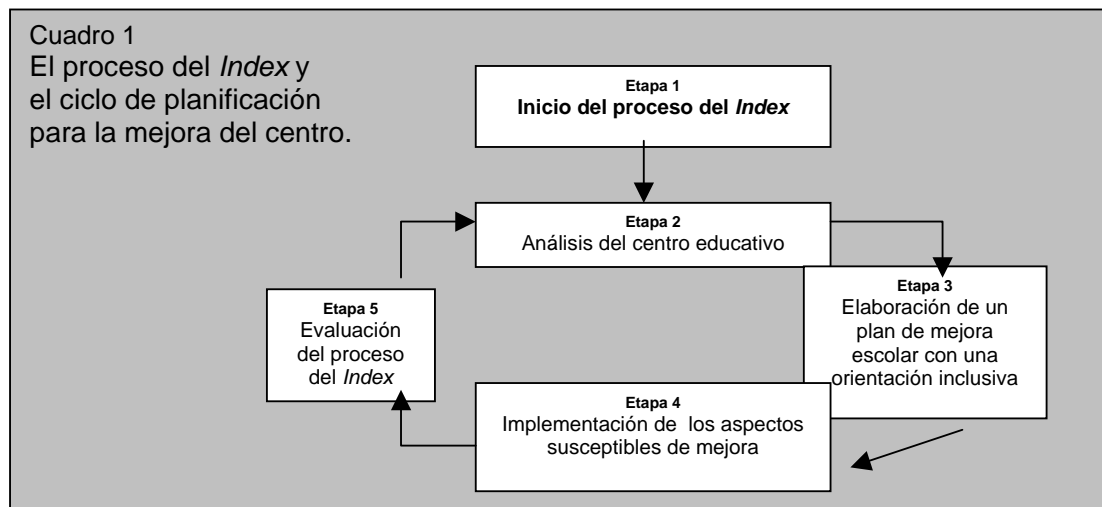 Cuadro 1
El proceso del Index y
el ciclo de planificación
para la mejora del centro.
Etapa 1
Inicio del proceso del Index
Etapa 2
Análisis del centro educativo
Etapa 3
Elaboración de un
plan de mejora
escolar con una
orientación inclusiva
Etapa 4
Implementación de los aspectos
susceptibles de mejora
Etapa 5
Evaluación
del proceso
del Index